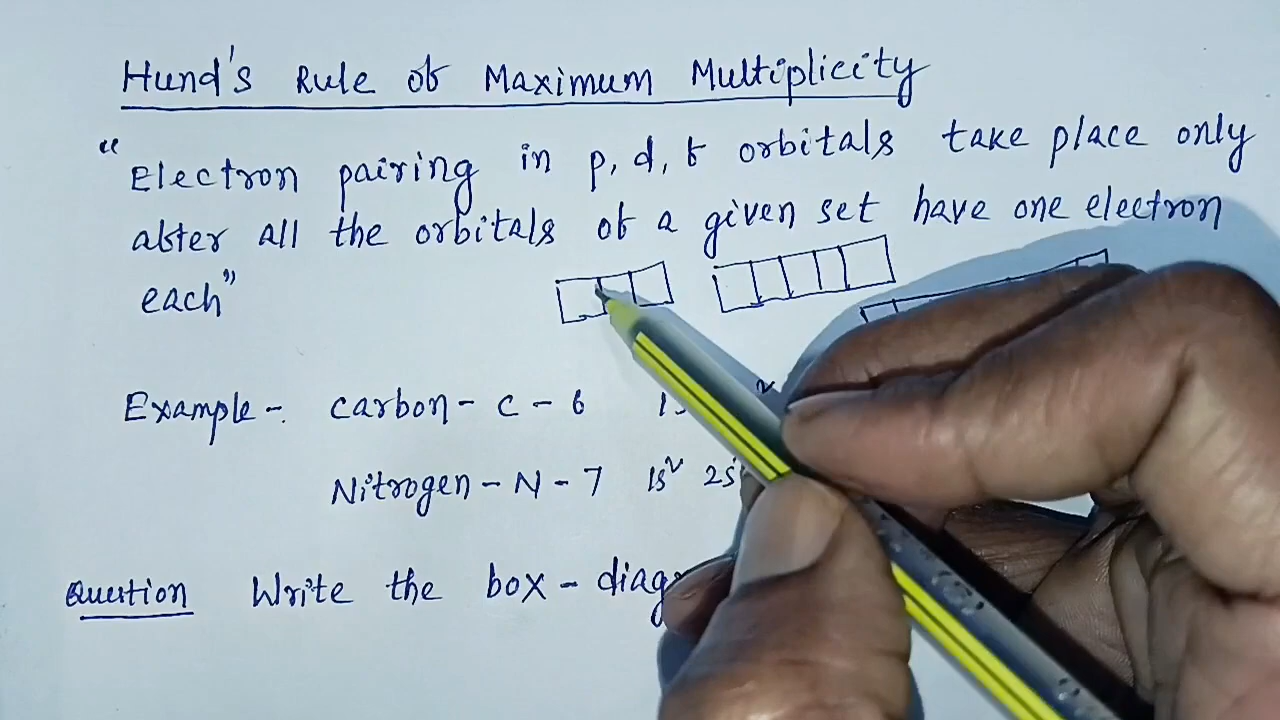 Hund's Rule of Maximum Multiplicity
"Electron pairing in p, d, f orbitals take place only
after all the orbitals of a given set have one electron
each"
Example -. Carbon - C - 6 1s
Nitrogen - N - 7 1s² 2s
Question Write the box - diag